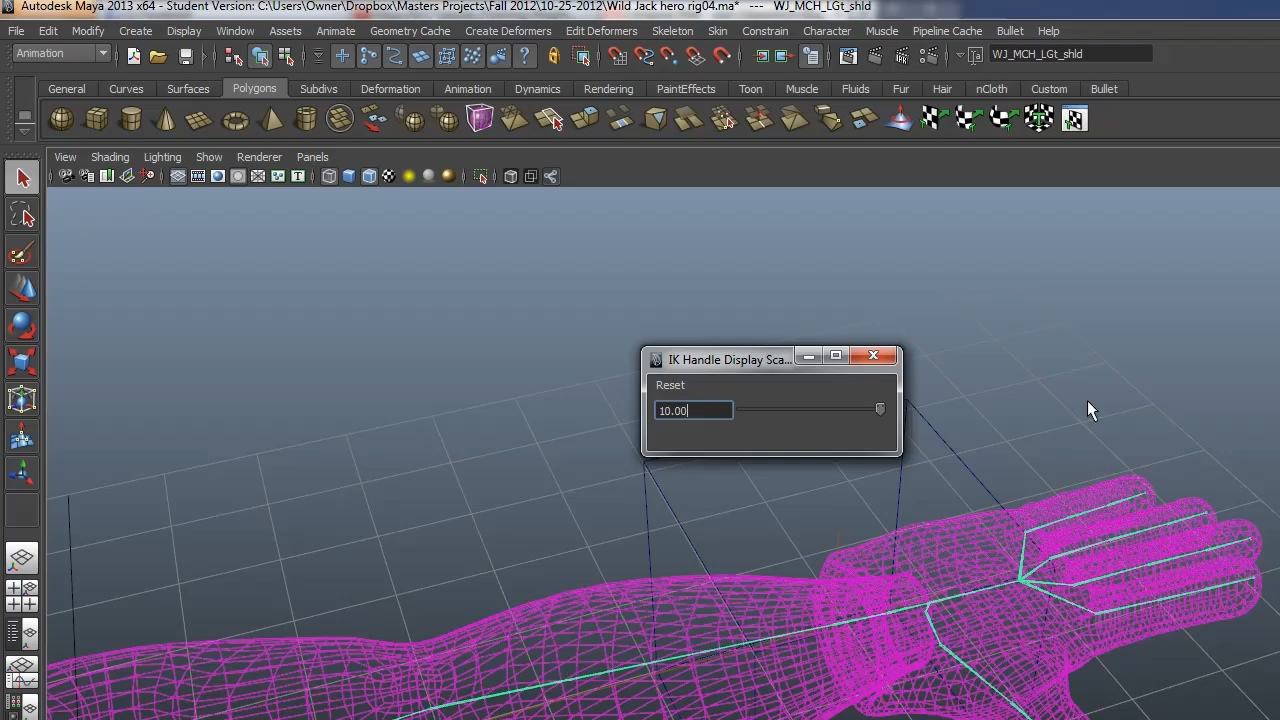 Autodesk Maya 2013 x64 - Student Version: C:\Users\Owner\Dropbox\Masters Projects\Fall 2012\10-25-2012\Wild Jack hero rig04.ma* --- WJ_MCH_LGt_shld
File Edit Modify Create Display Window Assets Animate Geometry Cache Create Deformers Edit Deformers Skeleton Skin Constrain Character Muscle Pipeline Cache Bullet Help
Animation WJ_MCH_LGt_shld
General Curves Surfaces Polygons Subdivs Deformation Animation Dynamics Rendering PaintEffects Toon Muscle Fluids Fur Hair nCloth Custom Bullet
View Shading Lighting Show Renderer Panels
IK Handle Display Sca...
Reset
10.00